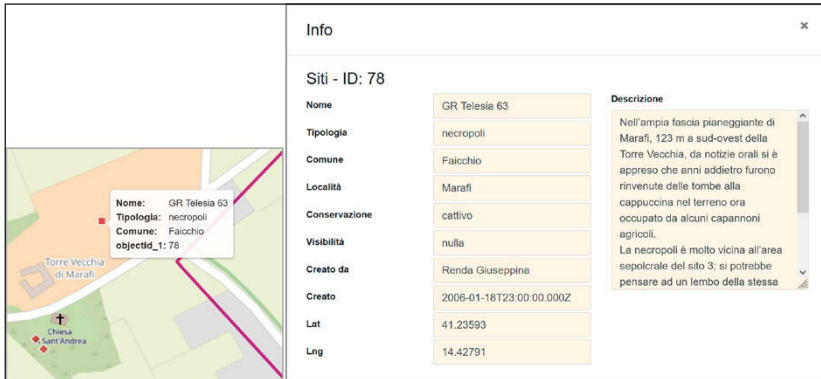 Info
×
Siti - ID: 78
Nome
GR Telesia 63
Tipologia
necropoli
Comune
Faicchio
Località
Marafi
Conservazione
cattivo
Visibilità
nulla
Creato da
Renda Giuseppina
Creato
2006-01-18T23:00:00.000Z
Lat
41.23593
Lng
14.42791
Descrizione
Nell'ampia fascia pianeggiante di
Marafi, 123 m a sud-ovest della
Torre Vecchia, da notizie orali si è
appreso che anni addietro furono
rinvenute delle tombe alla
cappuccina nel terreno ora
occupato da alcuni capannoni
agricoli.
La necropoli è molto vicina all'area
sepolcrale del sito 3; si potrebbe
pensare ad un lembo della stessa
Nome: GR Telesia 63
Tipologia: necropoli
Comune: Faicchio
objectid_1: 78
Torre Vecchia
di Marafi
Chiesa
Sant'Andrea